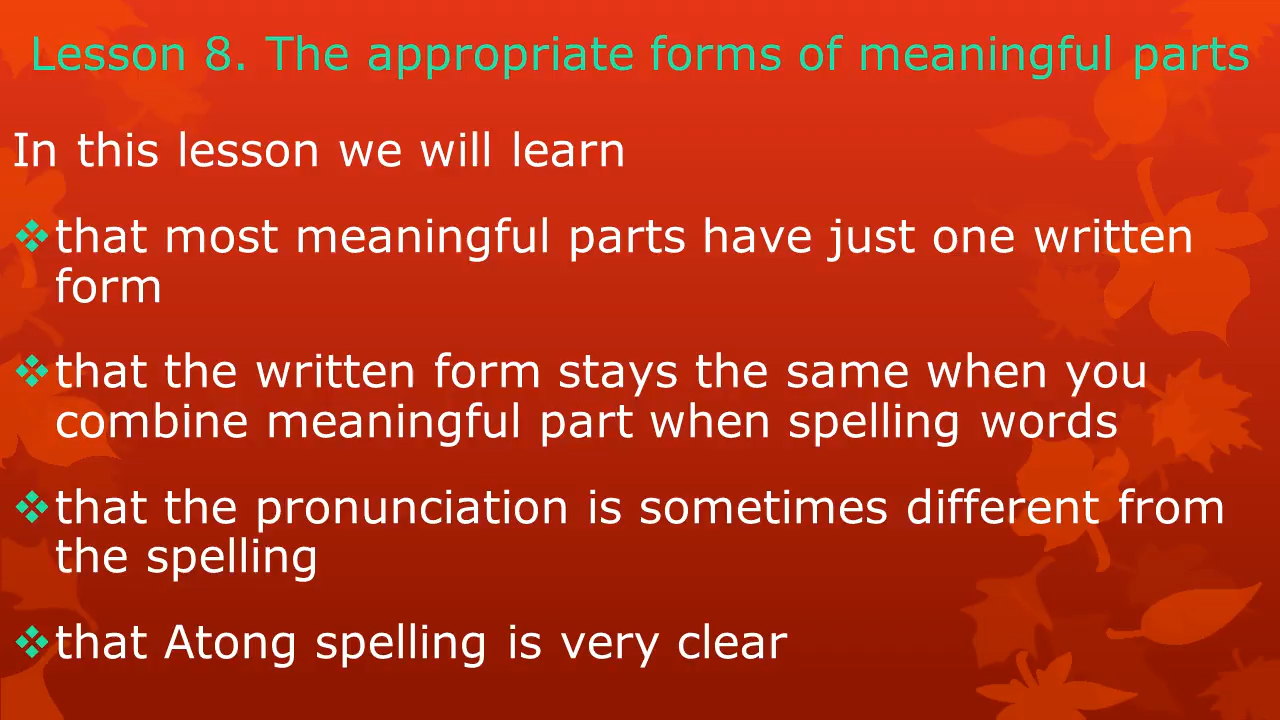 Lesson 8. The appropriate forms of meaningful parts
In this lesson we will learn
❖that most meaningful parts have just one written
form
❖that the written form stays the same when you
combine meaningful part when spelling words
❖that the pronunciation is sometimes different from
the spelling
❖that Atong spelling is very clear